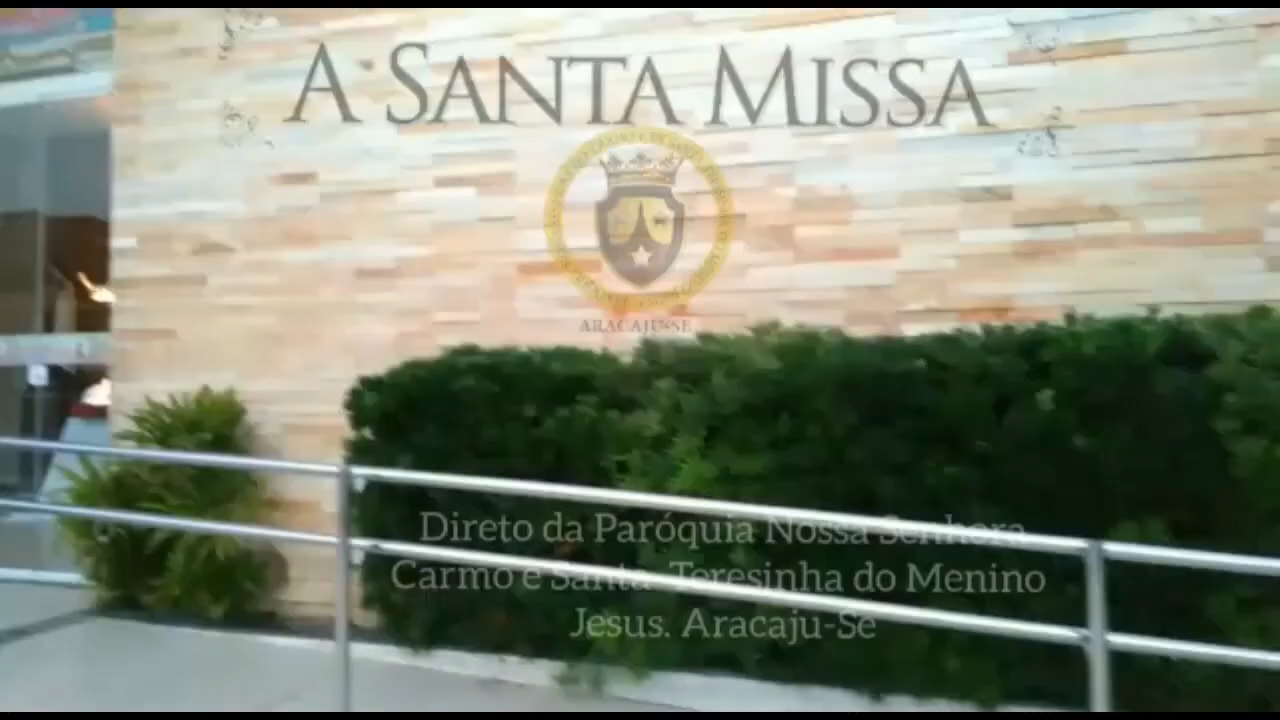 A SANTA MISSA
ARACAJU-SE
Direto da Paróquia Nossa Senhora
Carmo e Santa Teresinha do Menino
Jesus. Aracaju-Se